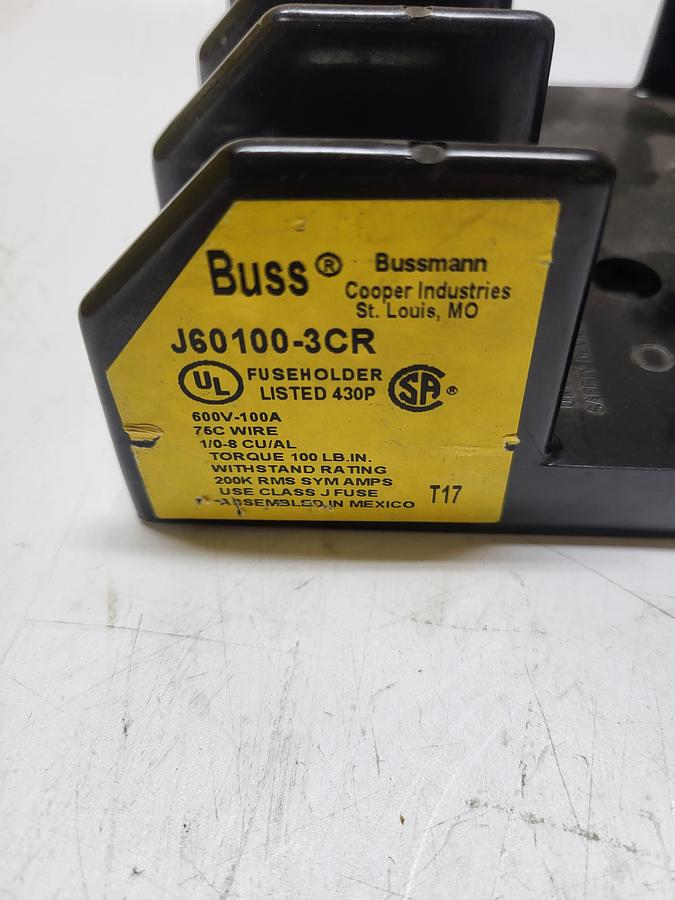 Buss® Bussmann
Cooper Industries
St. Louis, MO
J60100-3CR
UL FUSEHOLDER SA®
LISTED 430P
600V-100A
75C WIRE
1/0-8 CU/AL
TORQUE 100 LB.IN.
WITHSTAND RATING
200K RMS SYM AMPS
USE CLASS J FUSE T17
ASSEMBLED IN MEXICO